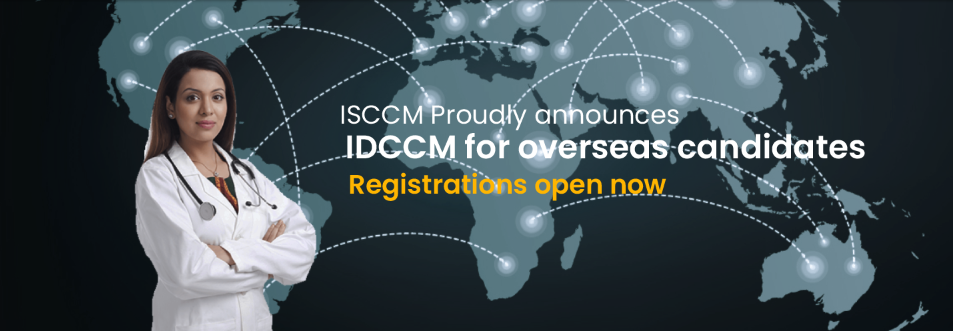 ISCCM Proudly announces
IDCCM for overseas candidates
Registrations open now